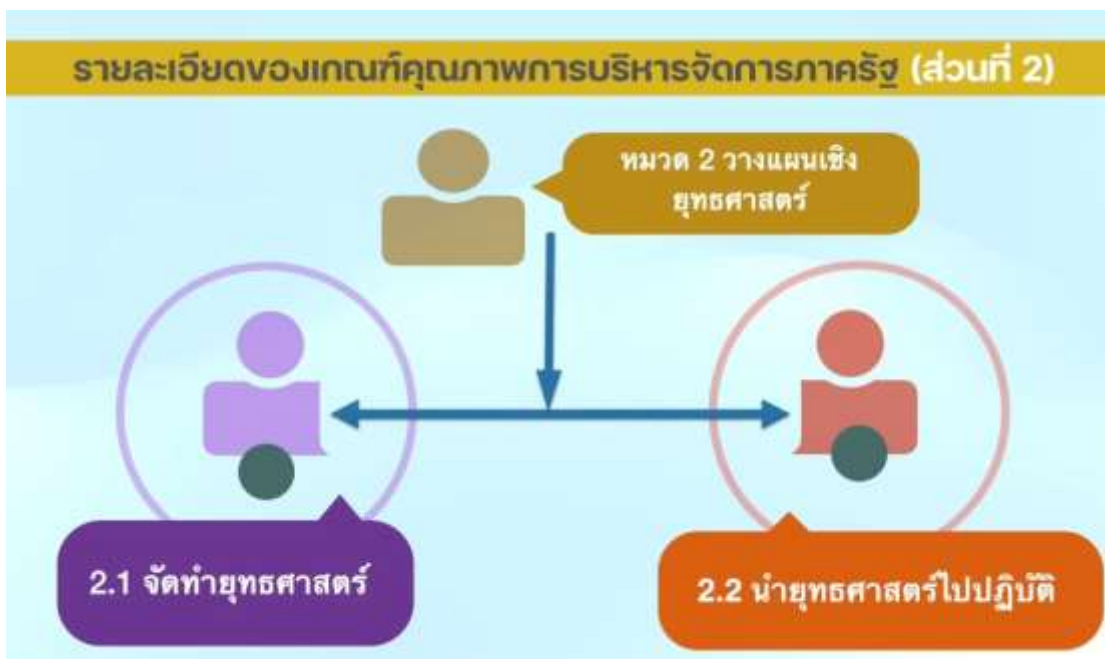 รายละเอียดของเกณฑ์คุณภาพการบริหารจัดการภาครัฐ (ส่วนที่ 2)
หมวด 2 วางแผนเชิง
ยุทธศาสตร์
2.1 จัดทำยุทธศาสตร์
2.2 นำยุทธศาสตร์ไปปฏิบัติ